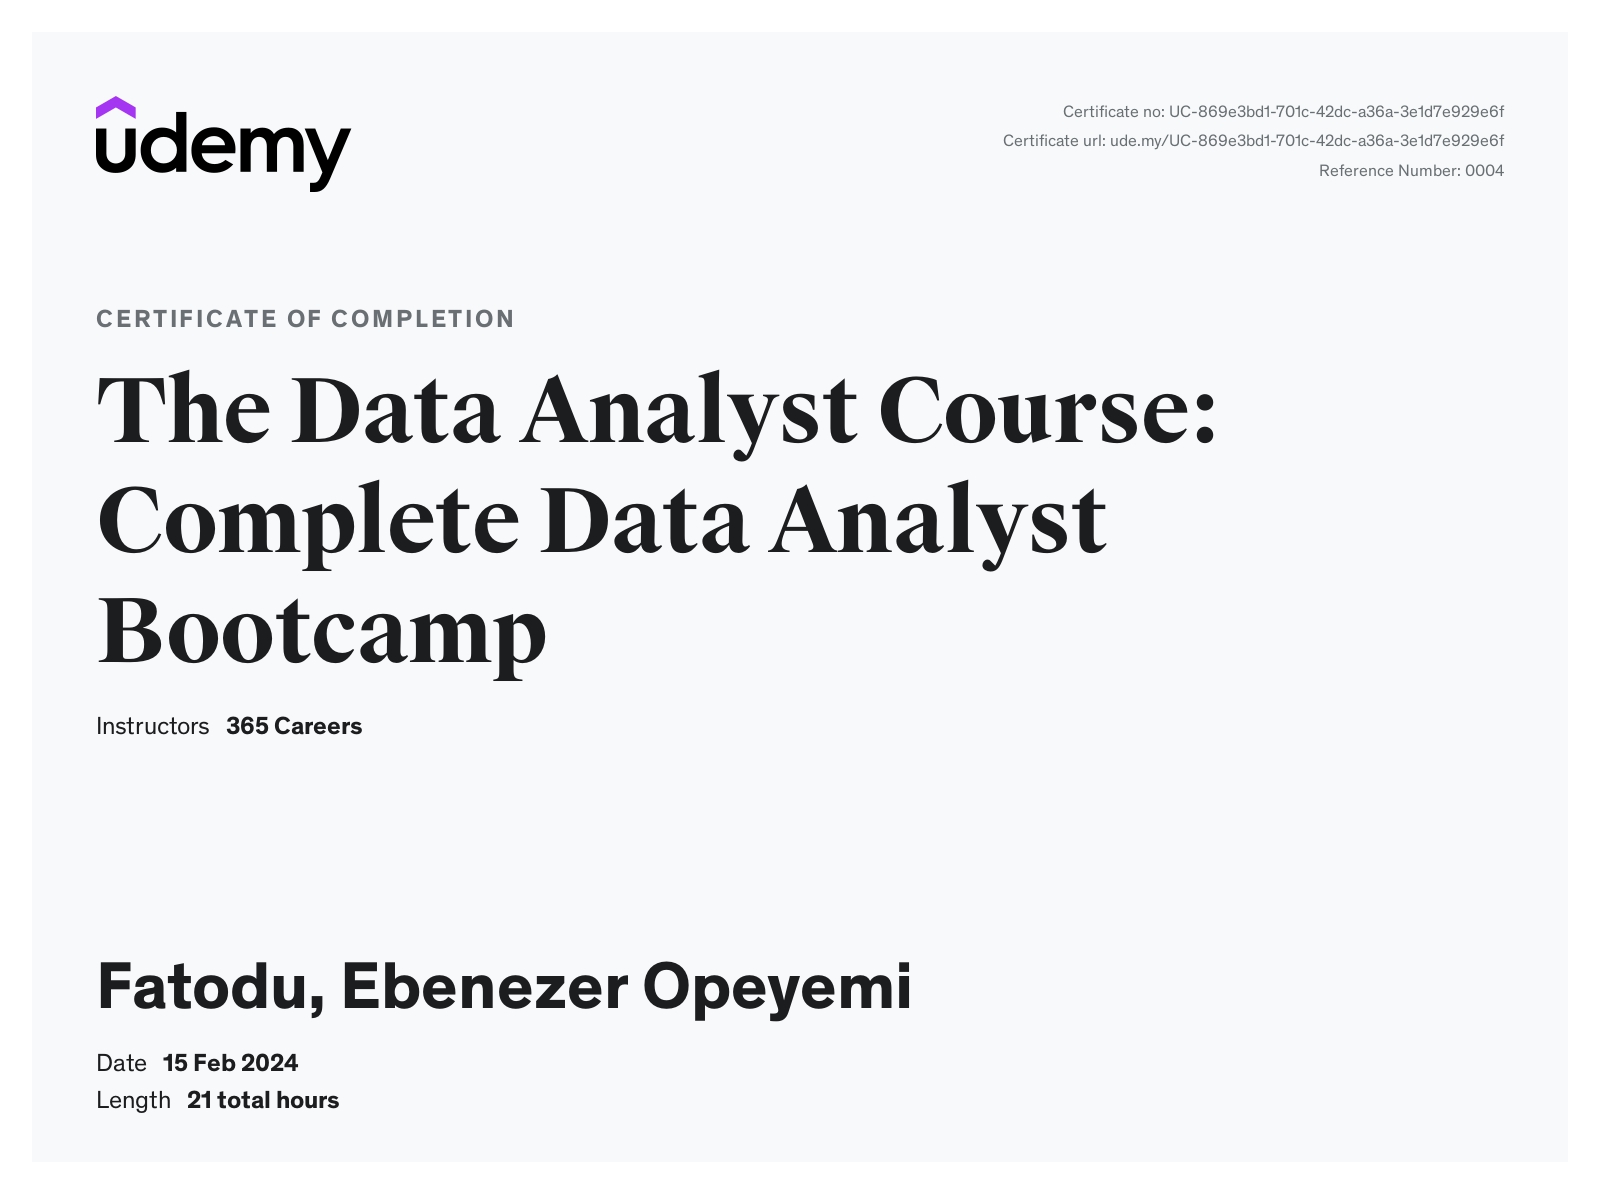 udemy
Certificate no: UC-869e3bd1-701c-42dc-a36a-3e1d7e929e6f
Certificate url: ude.my/UC-869e3bd1-701c-42dc-a36a-3e1d7e929e6f
Reference Number: 0004
CERTIFICATE OF COMPLETION
The Data Analyst Course:
Complete Data Analyst
Bootcamp
Instructors 365 Careers
Fatodu, Ebenezer Opeyemi
Date 15 Feb 2024
Length 21 total hours